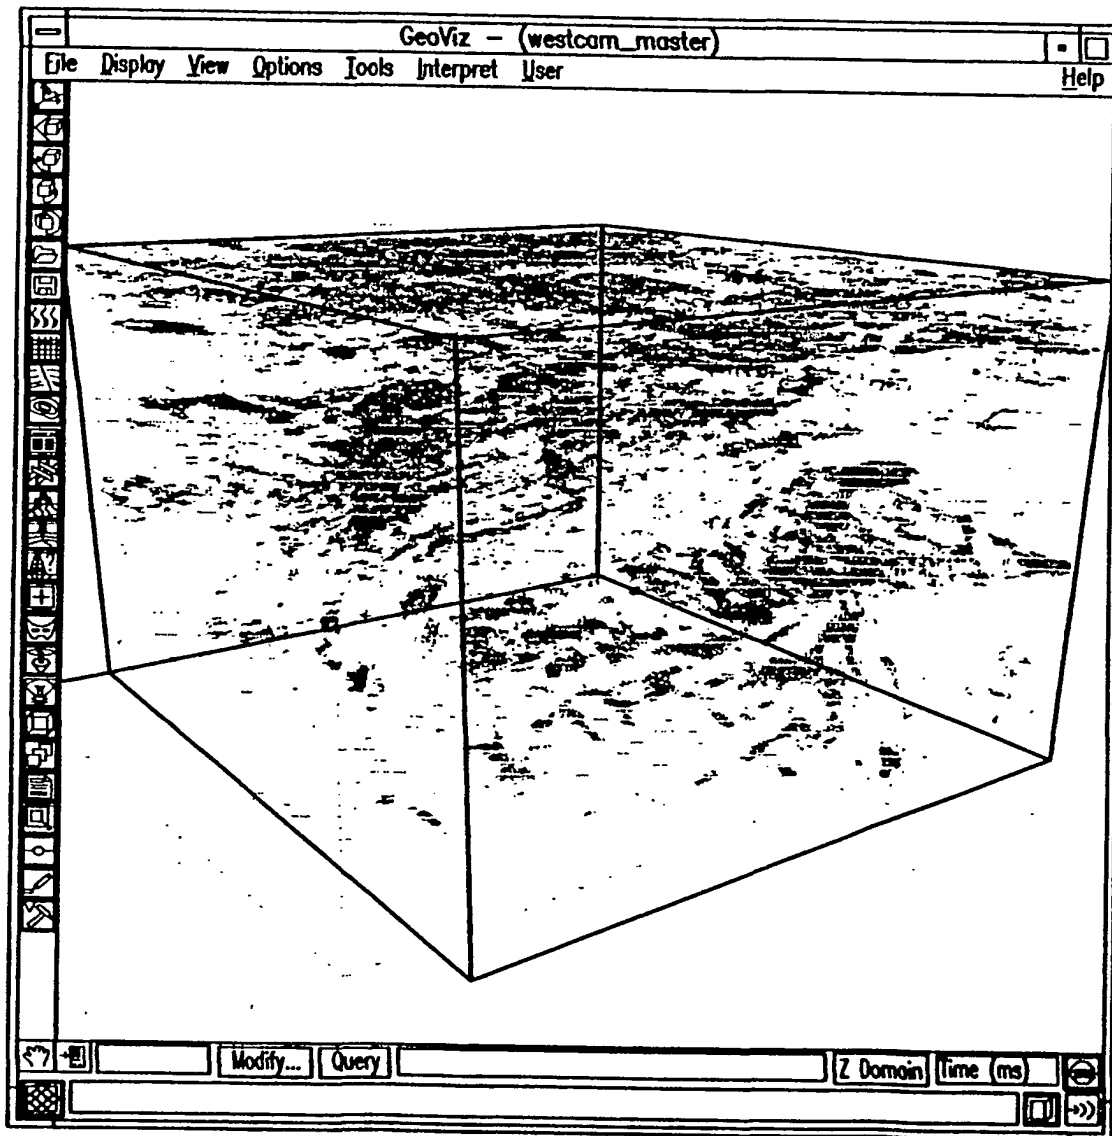 GeoViz – (westcam_master)
File Display View Options Tools Interpret User Help
Modify... Query Z Domain Time (ms)